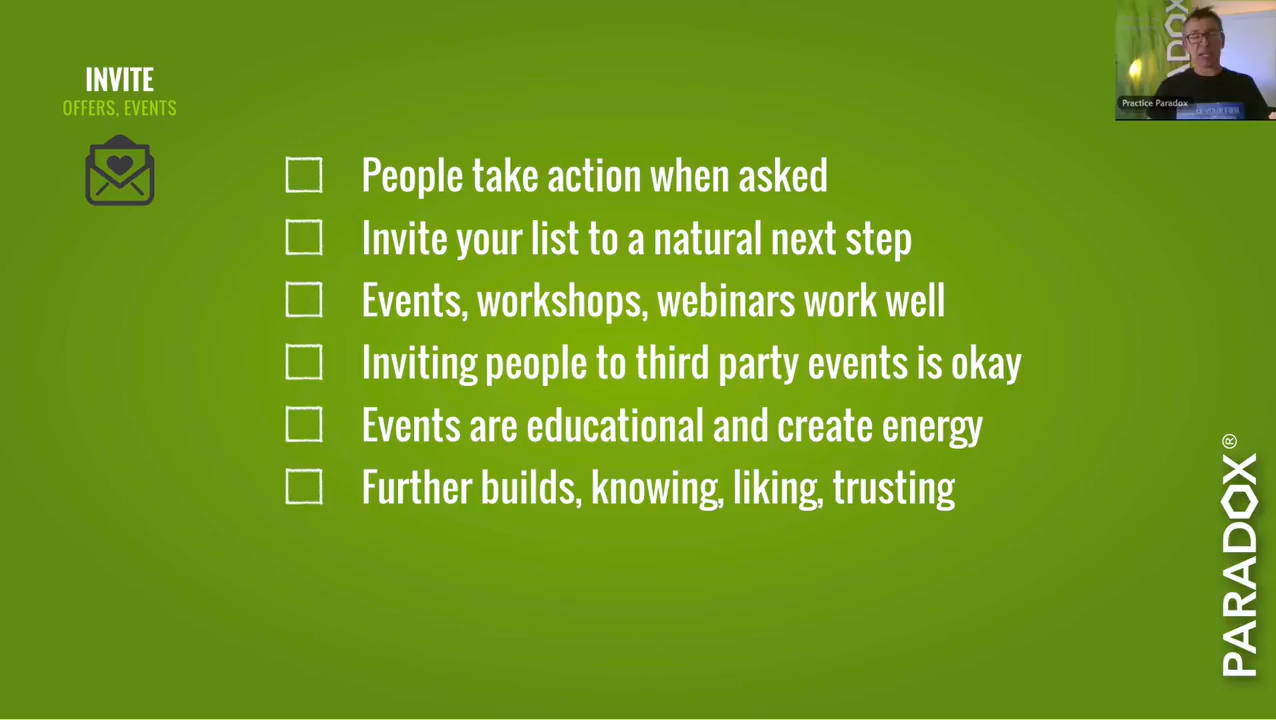 INVITE
OFFERS, EVENTS
People take action when asked
Invite your list to a natural next step
Events, workshops, webinars work well
Inviting people to third party events is okay
Events are educational and create energy
Further builds, knowing, liking, trusting
Practice Paradox
ADOX
PARADOX®